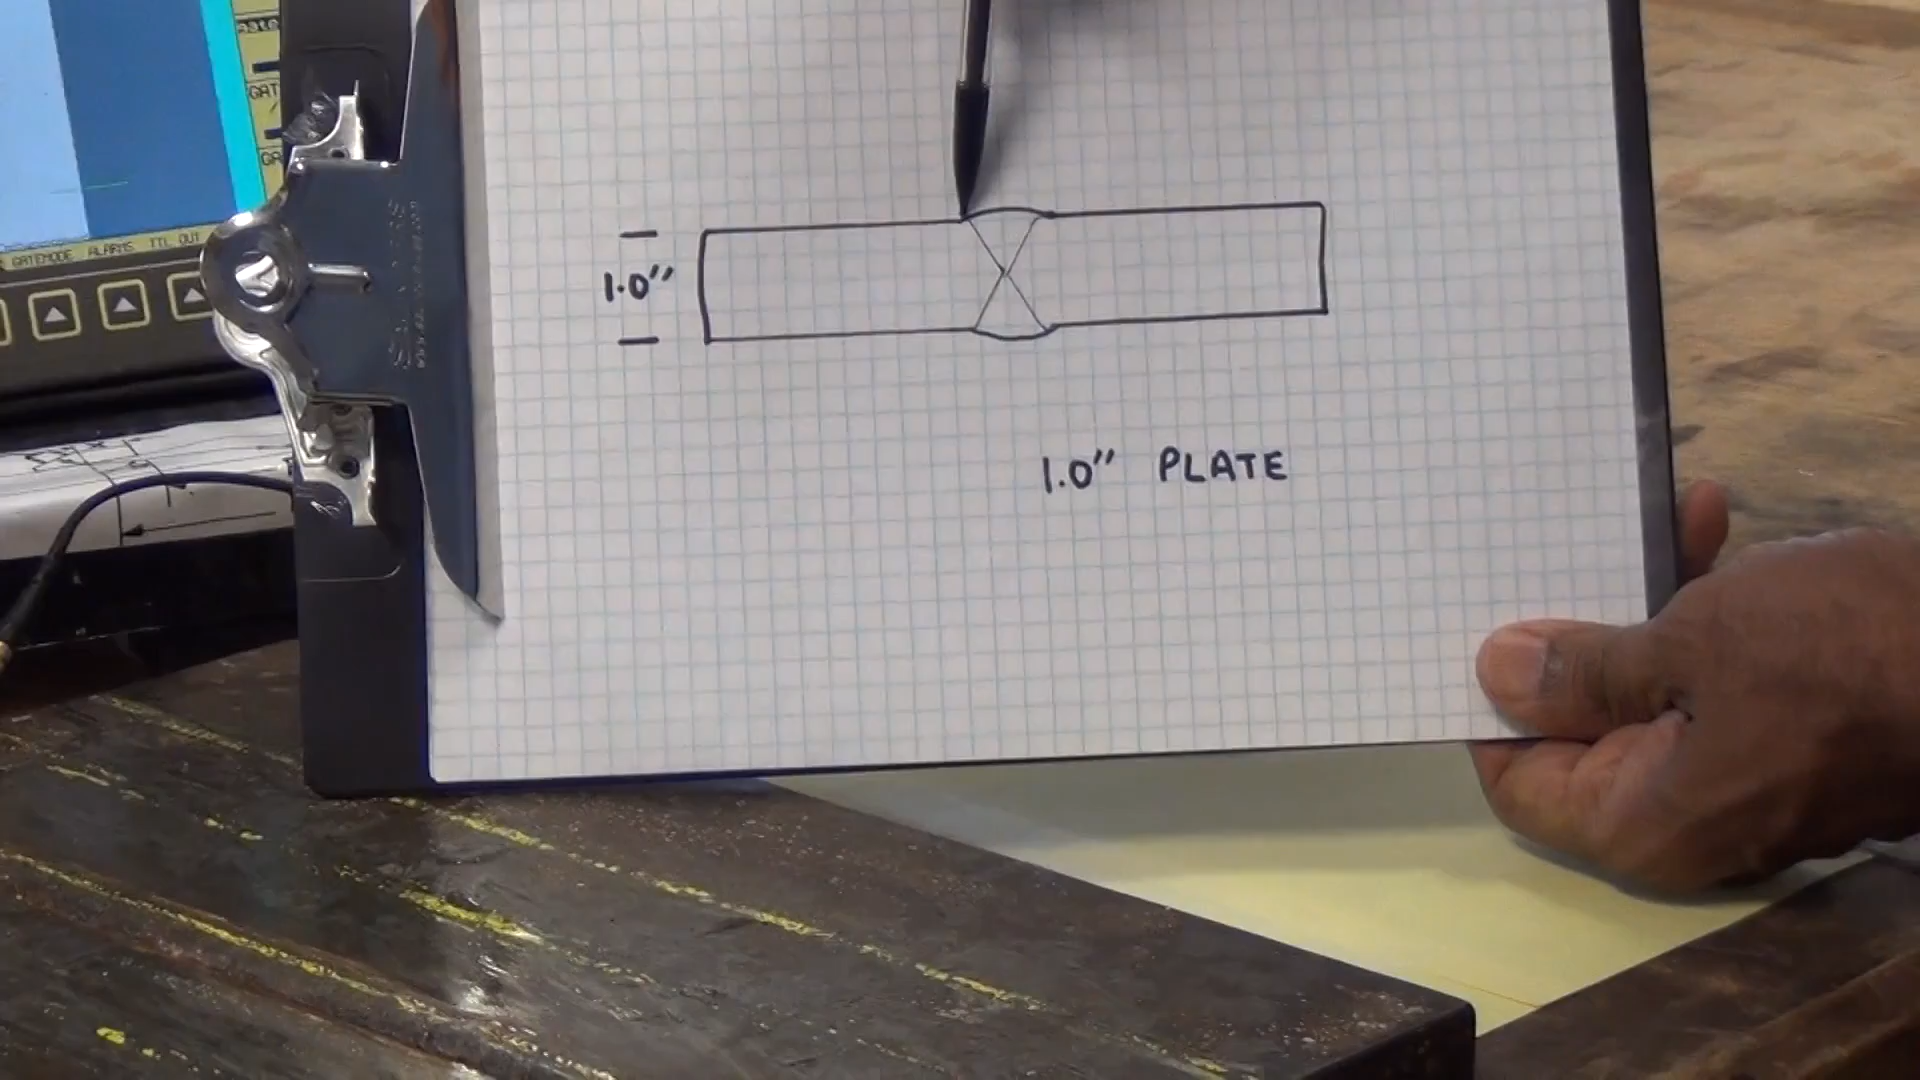 GATEMODE ALARMS TTL OUT
1.0"
1.0" PLATE